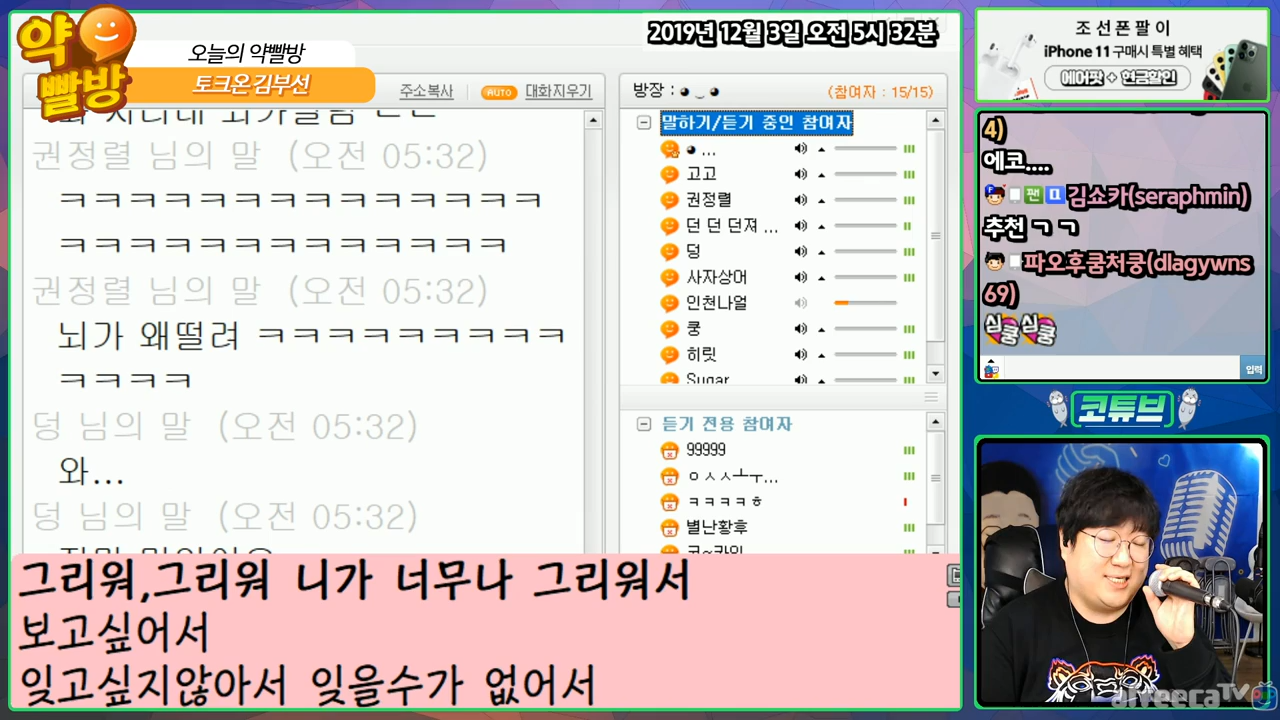 약빨방
오늘의 약빨방
토크온 김부선
2019년 12월 3일 오전 5시 32분
주소복사
AUTO 대화지우기
방장 :
(참여자 : 15/15)
권정렬 님의 말 (오전 05:32)
ㅋㅋㅋㅋㅋㅋㅋㅋㅋㅋㅋㅋㅋㅋ
ㅋㅋㅋㅋㅋㅋㅋㅋㅋㅋㅋㅋㅋ
권정렬 님의 말 (오전 05:32)
뇌가 왜떨려 ㅋㅋㅋㅋㅋㅋㅋㅋㅋ
ㅋㅋㅋㅋ
덩 님의 말 (오전 05:32)
와...
덩 님의 말 (오전 05:32)
말하기/듣기 중인 참여자
고고
권정렬
던 던 던져 ...
덩
사자상어
인천나얼
쿵
히릿
Sugar
듣기 전용 참여자
99999
ㅇㅅㅅㅗㅜ...
ㅋㅋㅋㅋㅎ
별난황후
그리워,그리워 니가 너무나 그리워서
보고싶어서
잊고싶지않아서 잊을수가 없어서
조선폰팔이
iPhone 11 구매시 특별 혜택
에어팟 + 현금할인
4)
에코....
팬 김쇼카(seraphmin)
추천 ㄱㄱ
파오후쿰처쿵(dlagywns
69)
심쿵 심쿵
입력
코튜브
afreecaTV